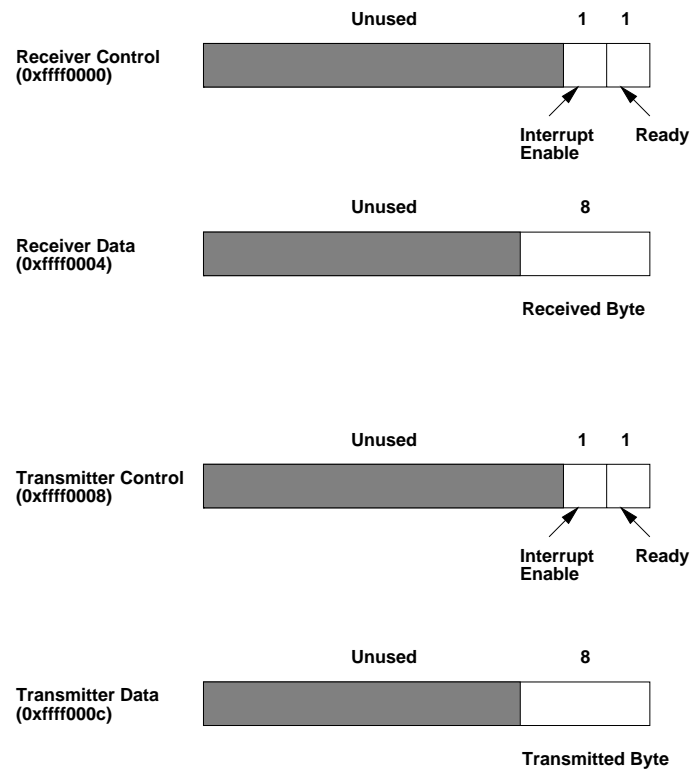 Unused 1 1
Receiver Control
(0xffff0000)
Interrupt Ready
Enable
Unused 8
Receiver Data
(0xffff0004)
Received Byte
Unused 1 1
Transmitter Control
(0xffff0008)
Interrupt Ready
Enable
Unused 8
Transmitter Data
(0xffff000c)
Transmitted Byte